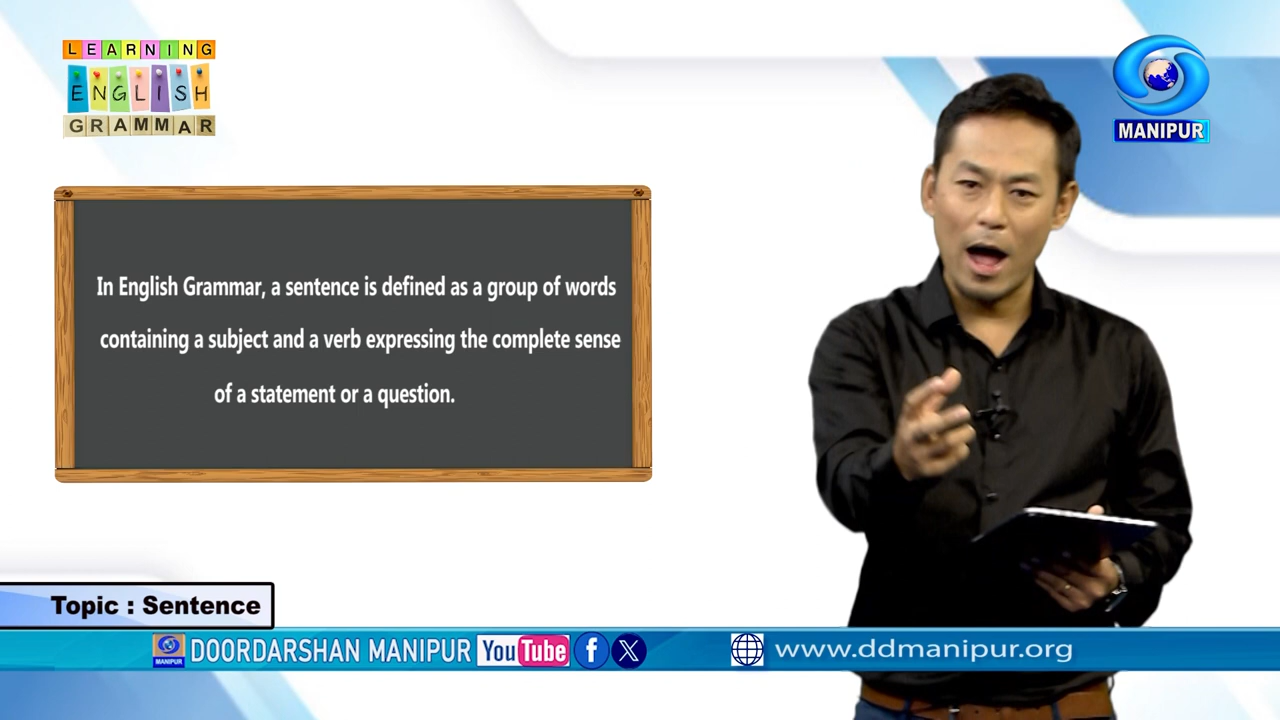 LEARNING
ENGLISH
GRAMMAR
MANIPUR
In English Grammar, a sentence is defined as a group of words
containing a subject and a verb expressing the complete sense
of a statement or a question.
Topic : Sentence
MANIPUR DOORDARSHAN MANIPUR YouTube f X www.ddmanipur.org